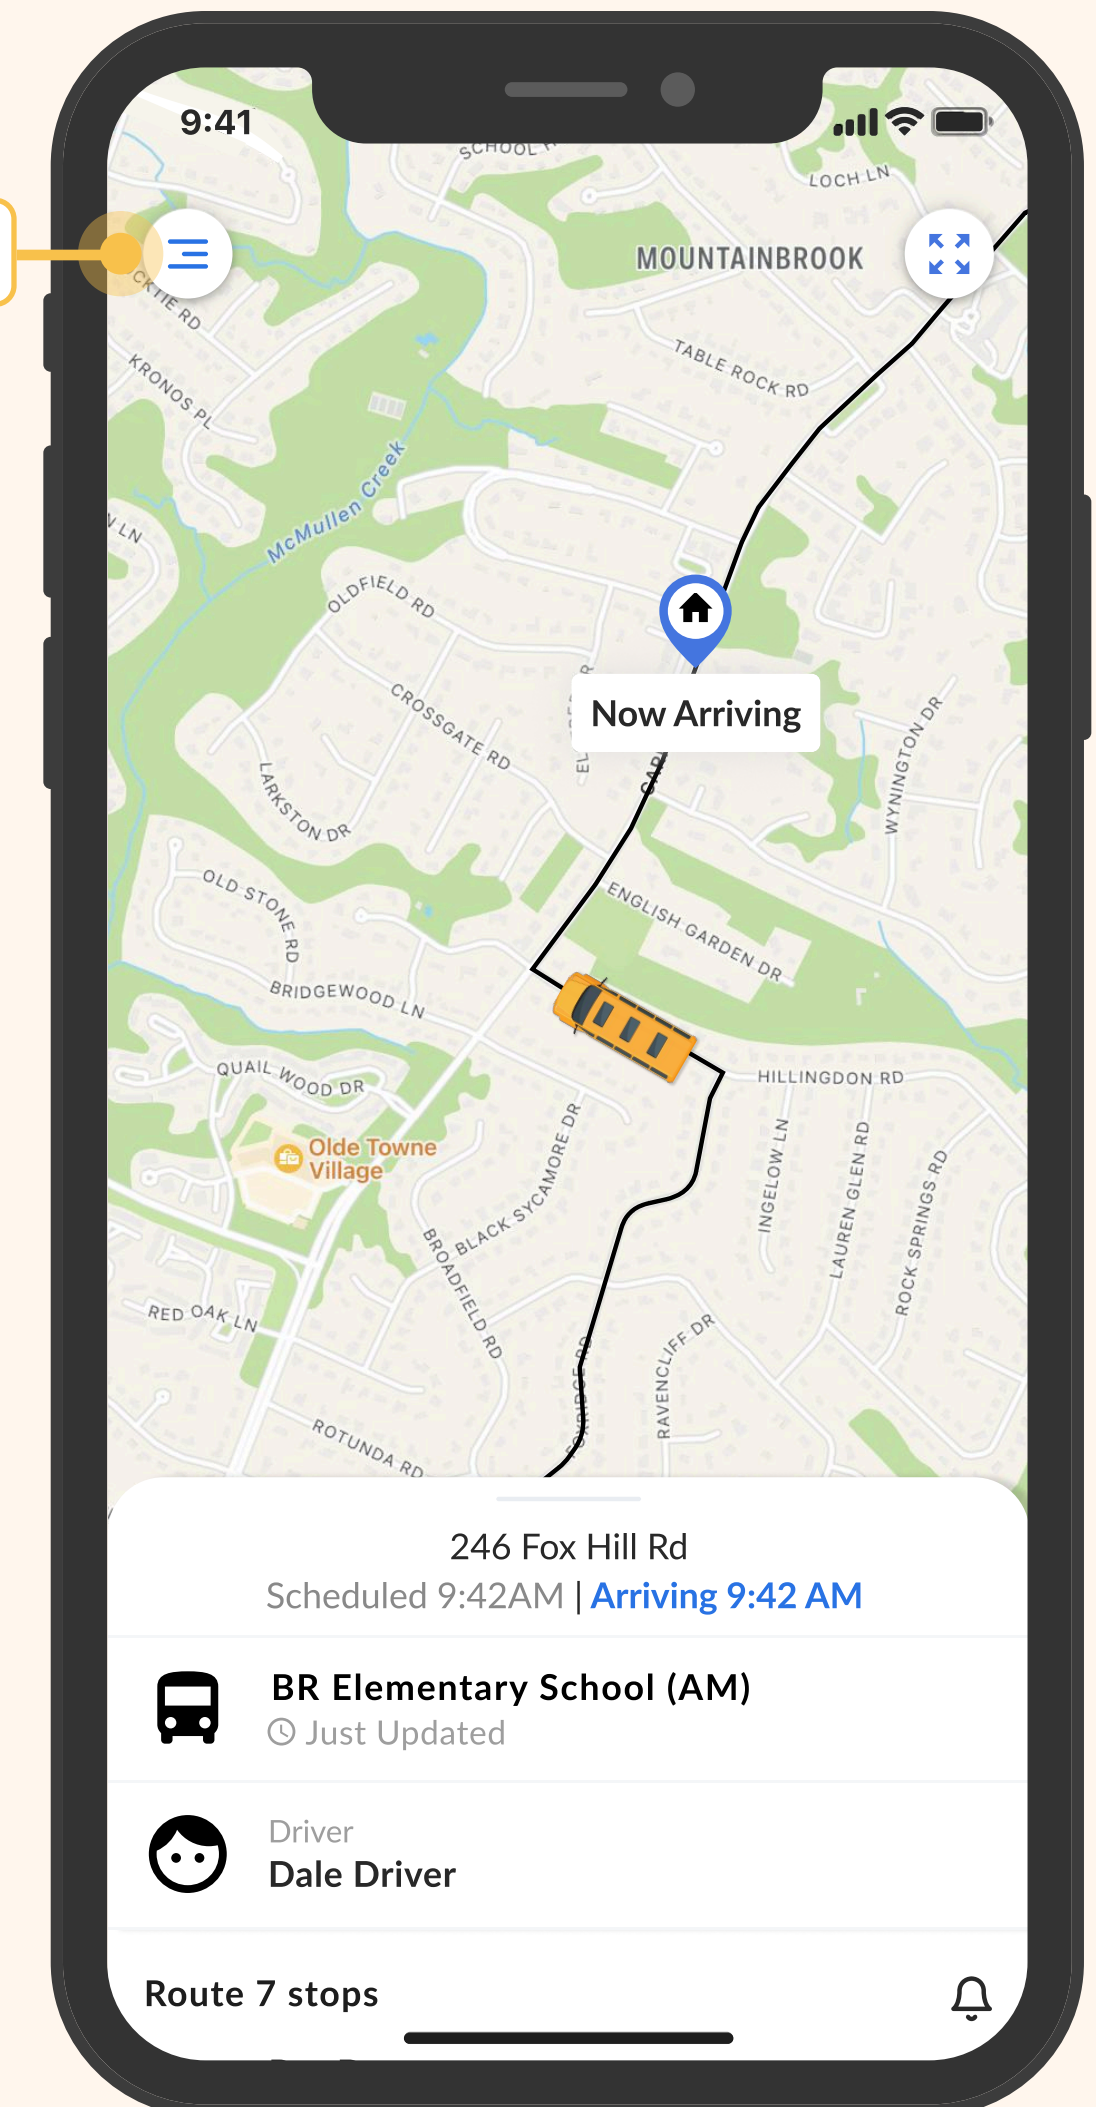 9:41
SCHOOL
LOCH LN
MOUNTAINBROOK
RD
KRONOS PL
TABLE ROCK RD
McMullen Creek
LN
OLDFIELD RD
CROSSGATE RD
Now Arriving
WYNINGTON DR
LARKSTON DR
OLD STONE RD
ENGLISH GARDEN DR
BRIDGEWOOD LN
QUAIL WOOD DR
HILLINGDON RD
Olde Towne
Village
BLACK SYCAMORE DR
INGELOW LN
LAUREN GLEN RD
ROCK SPRINGS RD
BROADFIELD RD
RED OAK LN
RAVENCLIFF DR
ROTUNDA RD
246 Fox Hill Rd
Scheduled 9:42AM | Arriving 9:42 AM
BR Elementary School (AM)
Just Updated
Driver
Dale Driver
Route 7 stops